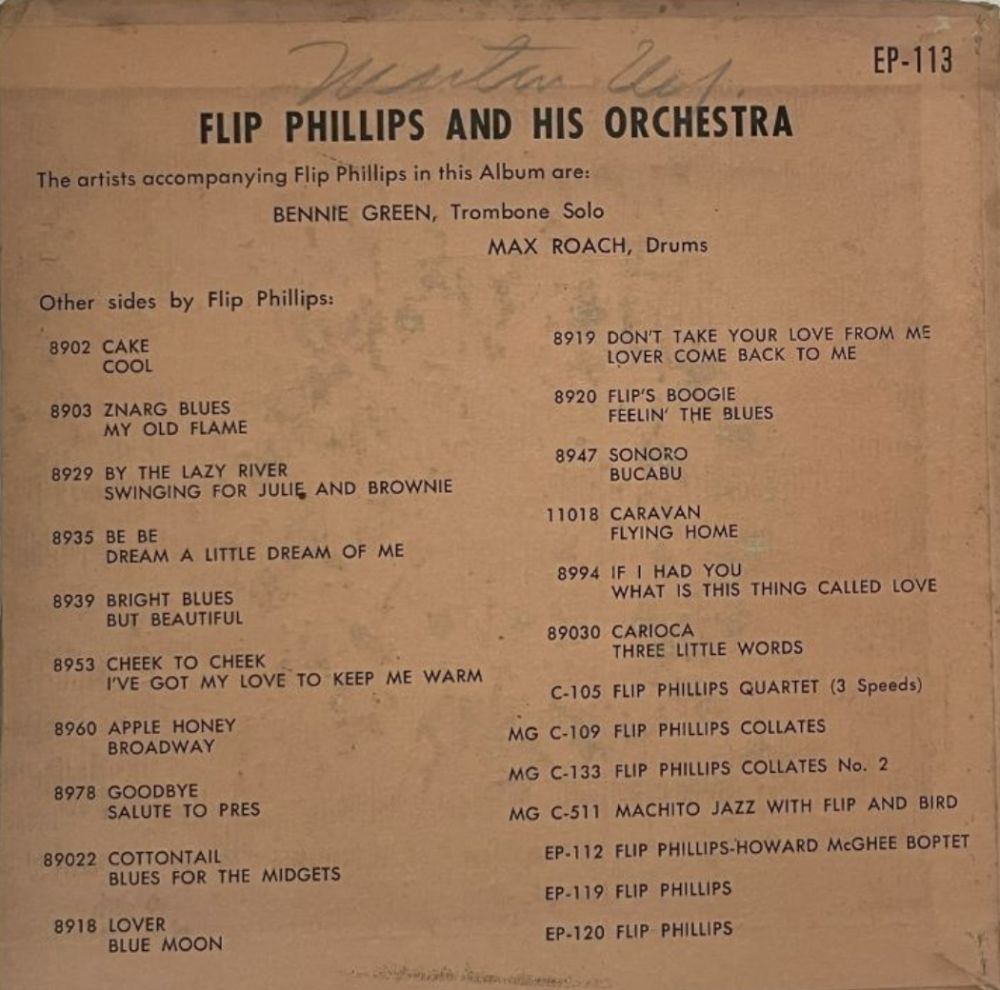 EP-113
FLIP PHILLIPS AND HIS ORCHESTRA
The artists accompanying Flip Phillips in this Album are:
BENNIE GREEN, Trombone Solo
MAX ROACH, Drums
Other sides by Flip Phillips:
8902 CAKE
COOL
8903 ZNARG BLUES
MY OLD FLAME
8929 BY THE LAZY RIVER
SWINGING FOR JULIE AND BROWNIE
8935 BE BE
DREAM A LITTLE DREAM OF ME
8939 BRIGHT BLUES
BUT BEAUTIFUL
8953 CHEEK TO CHEEK
I'VE GOT MY LOVE TO KEEP ME WARM
8960 APPLE HONEY
BROADWAY
8978 GOODBYE
SALUTE TO PRES
89022 COTTONTAIL
BLUES FOR THE MIDGETS
8918 LOVER
BLUE MOON
8919 DON'T TAKE YOUR LOVE FROM ME
LOVER COME BACK TO ME
8920 FLIP'S BOOGIE
FEELIN' THE BLUES
8947 SONORO
BUCABU
11018 CARAVAN
FLYING HOME
8994 IF I HAD YOU
WHAT IS THIS THING CALLED LOVE
89030 CARIOCA
THREE LITTLE WORDS
C-105 FLIP PHILLIPS QUARTET (3 Speeds)
MG C-109 FLIP PHILLIPS COLLATES
MG C-133 FLIP PHILLIPS COLLATES No. 2
MG C-511 MACHITO JAZZ WITH FLIP AND BIRD
EP-112 FLIP PHILLIPS-HOWARD McGHEE BOPTET
EP-119 FLIP PHILLIPS
EP-120 FLIP PHILLIPS